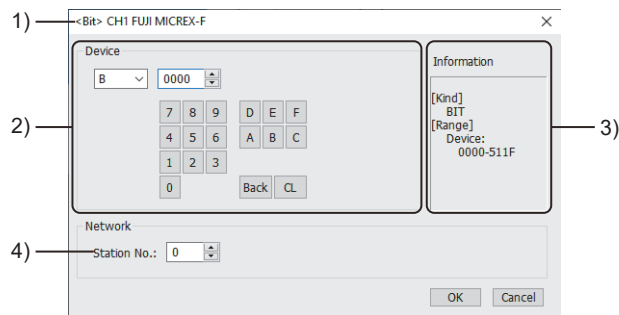 1)
<Bit> CH1 FUJI MICREX-F
Device
B 0000
7 8 9 D E F
4 5 6 A B C
1 2 3
0 Back CL
2)
Information
[Kind]
BIT
[Range]
Device:
0000-511F
3)
Network
4)
Station No.: 0
OK Cancel